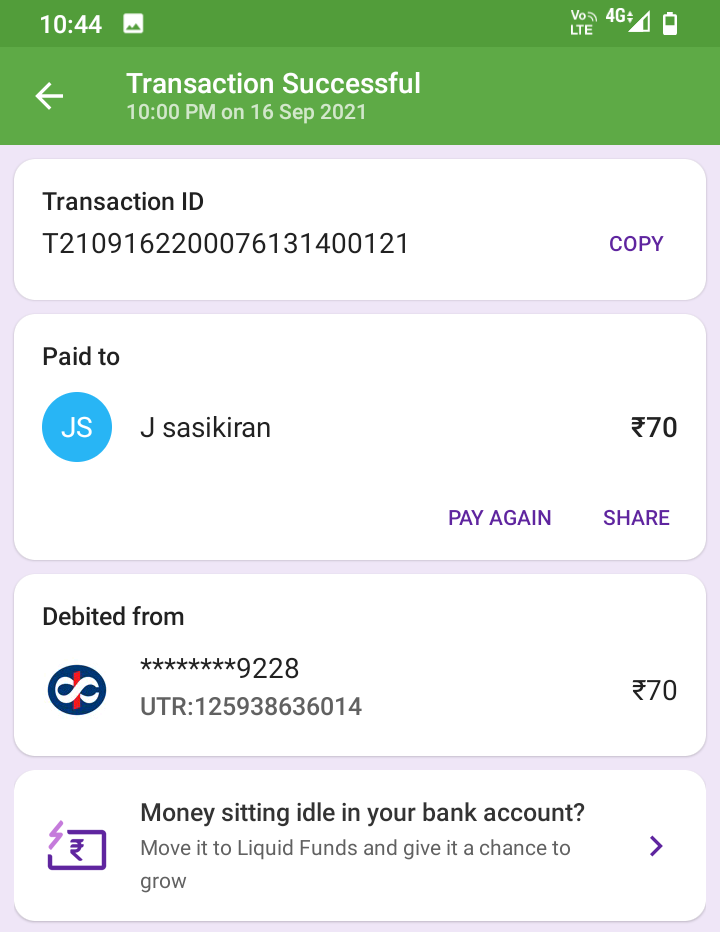 10:44
Vo LTE 4G
Transaction Successful
10:00 PM on 16 Sep 2021
Transaction ID
T2109162200076131400121
COPY
Paid to
JS
J sasikiran
₹70
PAY AGAIN
SHARE
Debited from
********9228
UTR:125938636014
₹70
Money sitting idle in your bank account?
₹
Move it to Liquid Funds and give it a chance to
grow